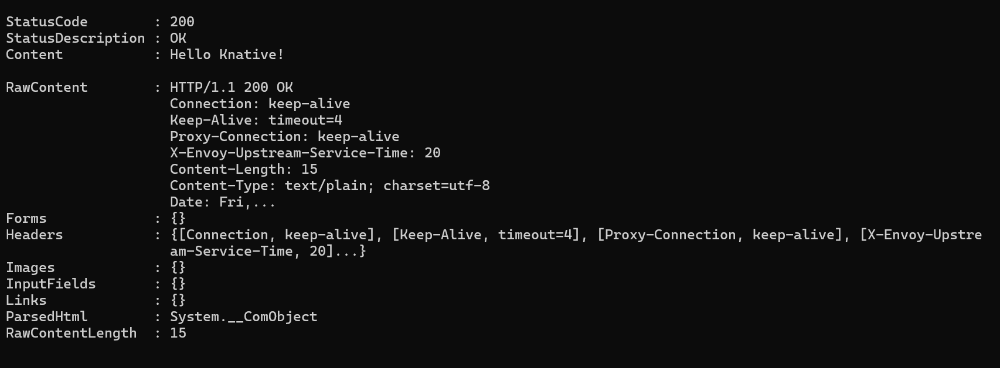 StatusCode        : 200
StatusDescription : OK
Content           : Hello Knative!

RawContent        : HTTP/1.1 200 OK
                    Connection: keep-alive
                    Keep-Alive: timeout=4
                    Proxy-Connection: keep-alive
                    X-Envoy-Upstream-Service-Time: 20
                    Content-Length: 15
                    Content-Type: text/plain; charset=utf-8
                    Date: Fri,...
Forms             : {}
Headers           : {[Connection, keep-alive], [Keep-Alive, timeout=4], [Proxy-Connection, keep-alive], [X-Envoy-Upstre
                    am-Service-Time, 20]...}
Images            : {}
InputFields       : {}
Links             : {}
ParsedHtml        : System.__ComObject
RawContentLength  : 15